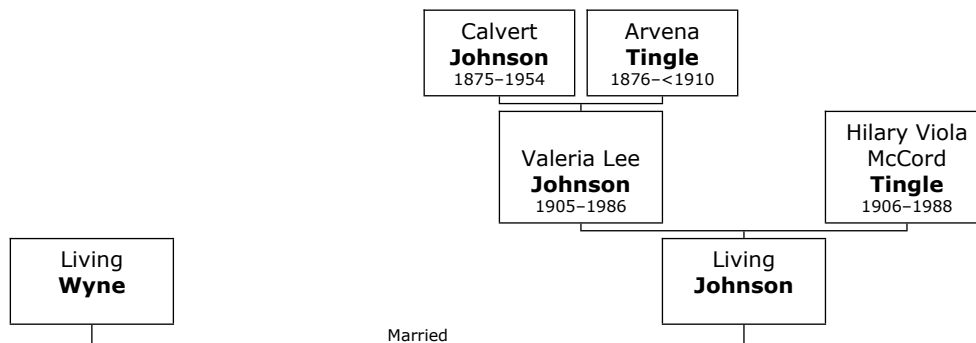 Calvert
Johnson
1875–1954
Arvena
Tingle
1876–<1910
Valeria Lee
Johnson
1905–1986
Hilary Viola
McCord
Tingle
1906–1988
Living
Wyne
Living
Johnson
Married